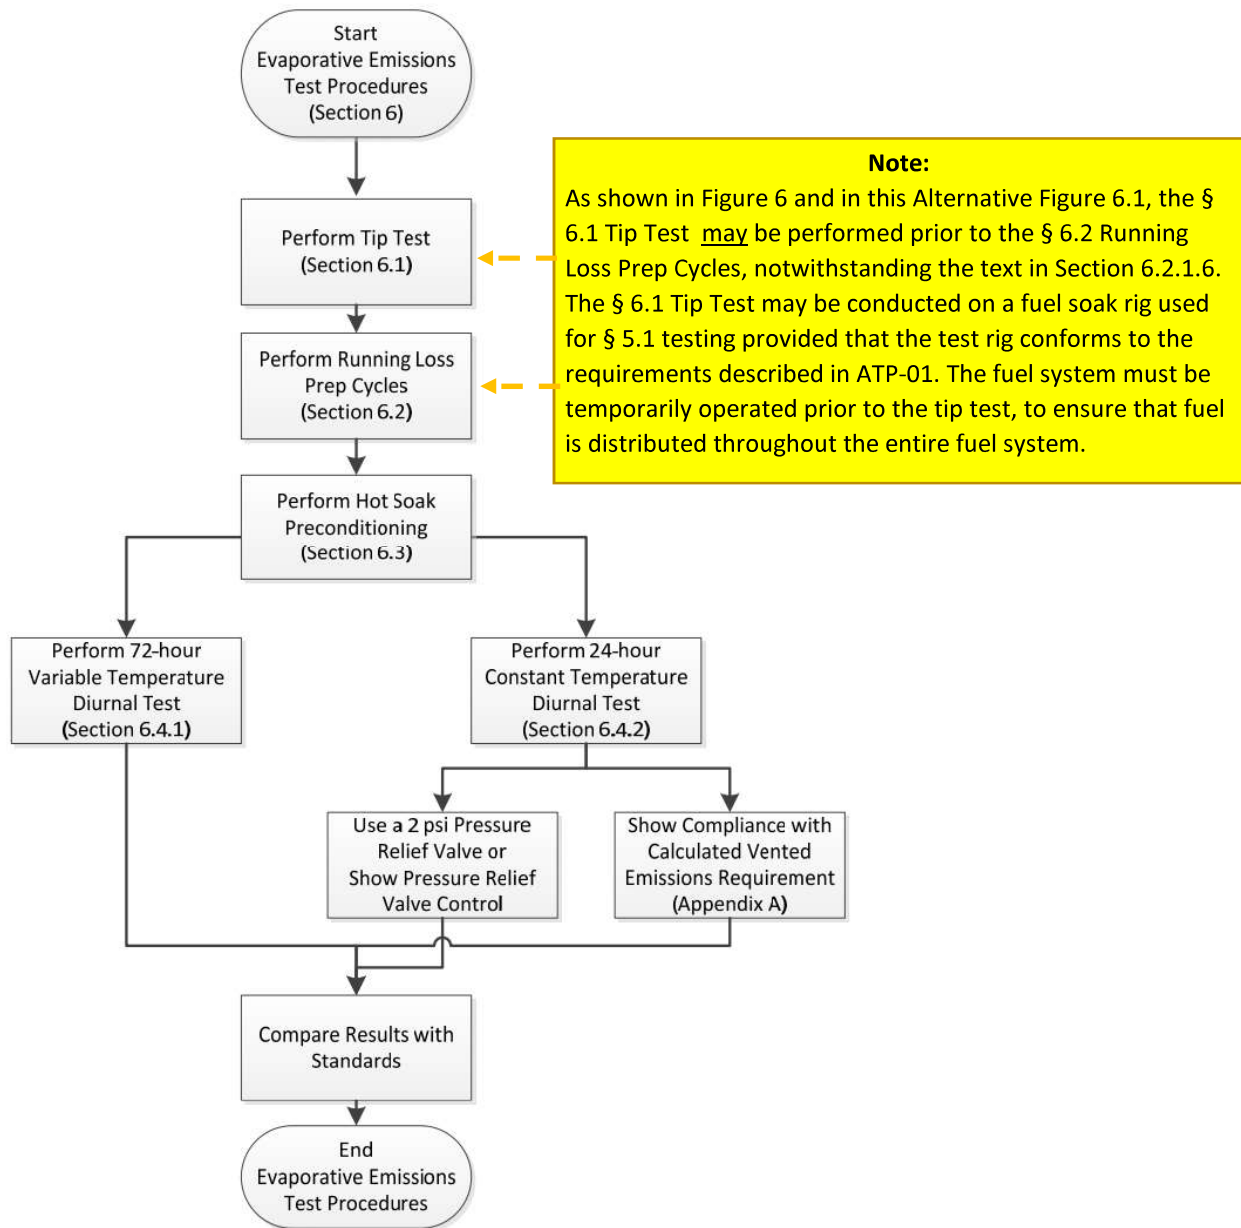 Start
Evaporative Emissions
Test Procedures
(Section 6)
Note:
As shown in Figure 6 and in this Alternative Figure 6.1, the §
6.1 Tip Test may be performed prior to the § 6.2 Running
Loss Prep Cycles, notwithstanding the text in Section 6.2.1.6.
The § 6.1 Tip Test may be conducted on a fuel soak rig used
for § 5.1 testing provided that the test rig conforms to the
requirements described in ATP-01. The fuel system must be
temporarily operated prior to the tip test, to ensure that fuel
is distributed throughout the entire fuel system.
Perform Tip Test
(Section 6.1)
Perform Running Loss
Prep Cycles
(Section 6.2)
Perform Hot Soak
Preconditioning
(Section 6.3)
Perform 72-hour
Variable Temperature
Diurnal Test
(Section 6.4.1)
Perform 24-hour
Constant Temperature
Diurnal Test
(Section 6.4.2)
Use a 2 psi Pressure
Relief Valve or
Show Pressure Relief
Valve Control
Show Compliance with
Calculated Vented
Emissions Requirement
(Appendix A)
Compare Results with
Standards
End
Evaporative Emissions
Test Procedures